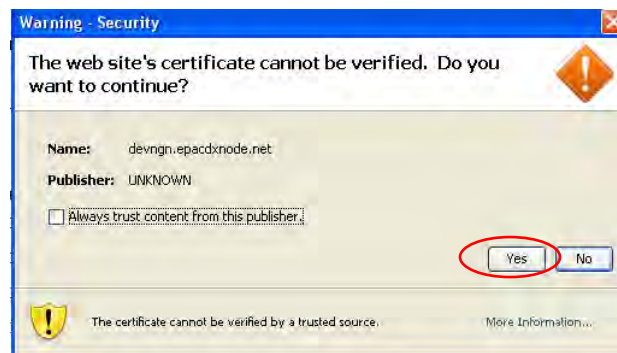 Warning - Security
The web site's certificate cannot be verified. Do you
want to continue?
Name: devngn.epacdxnode.net
Publisher: UNKNOWN
Always trust content from this publisher.
Yes No
The certificate cannot be verified by a trusted source. More Information...